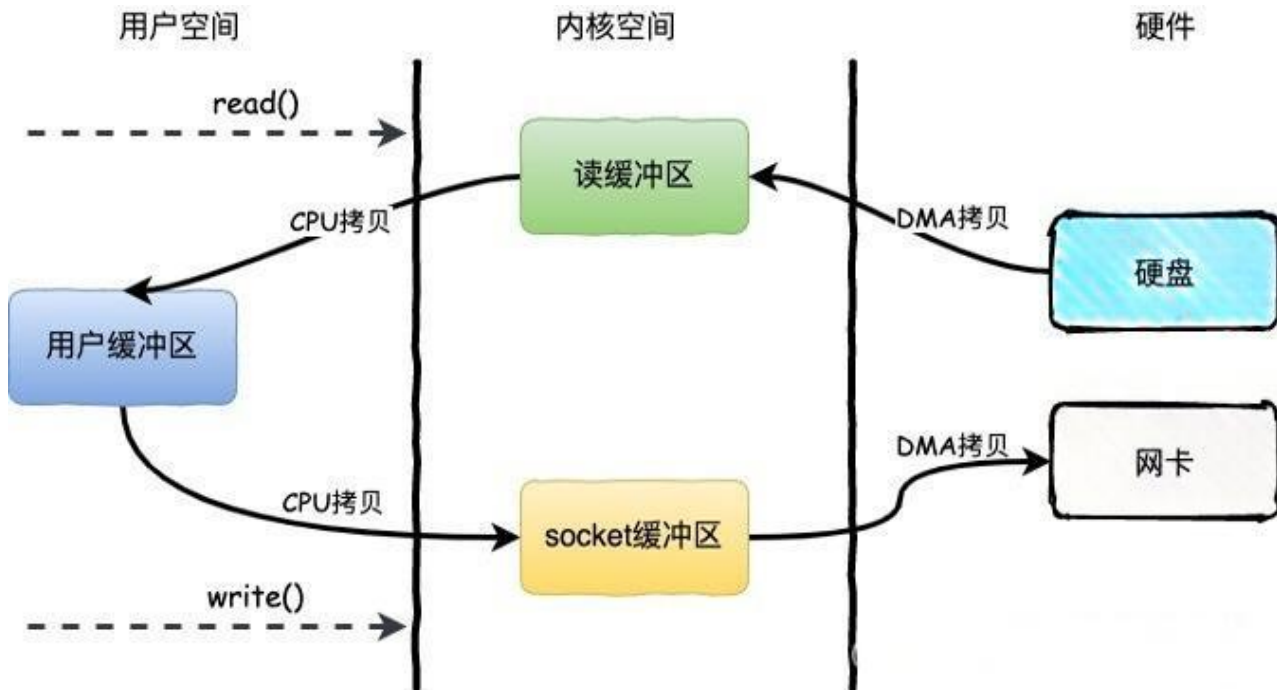 用户空间
内核空间
硬件
read()
读缓冲区
CPU拷贝
DMA拷贝
硬盘
用户缓冲区
DMA拷贝
网卡
CPU拷贝
socket缓冲区
write()